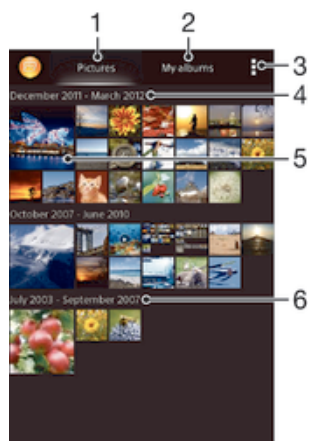 1 2
Pictures My albums 3
December 2011 - March 2012 4
5
October 2007 - June 2010
July 2003 - September 2007 6